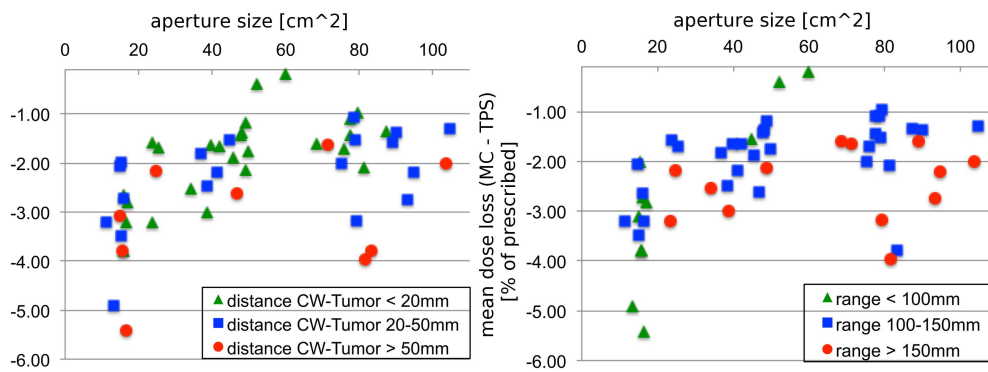 aperture size [cm^2]
0 20 40 60 80 100
-1.00
-2.00
-3.00
-4.00
-5.00
-6.00
distance CW-Tumor < 20mm
distance CW-Tumor 20-50mm
distance CW-Tumor > 50mm
mean dose loss (MC - TPS)
[% of prescribed]
aperture size [cm^2]
0 20 40 60 80 100
-1.00
-2.00
-3.00
-4.00
-5.00
-6.00
range < 100mm
range 100-150mm
range > 150mm